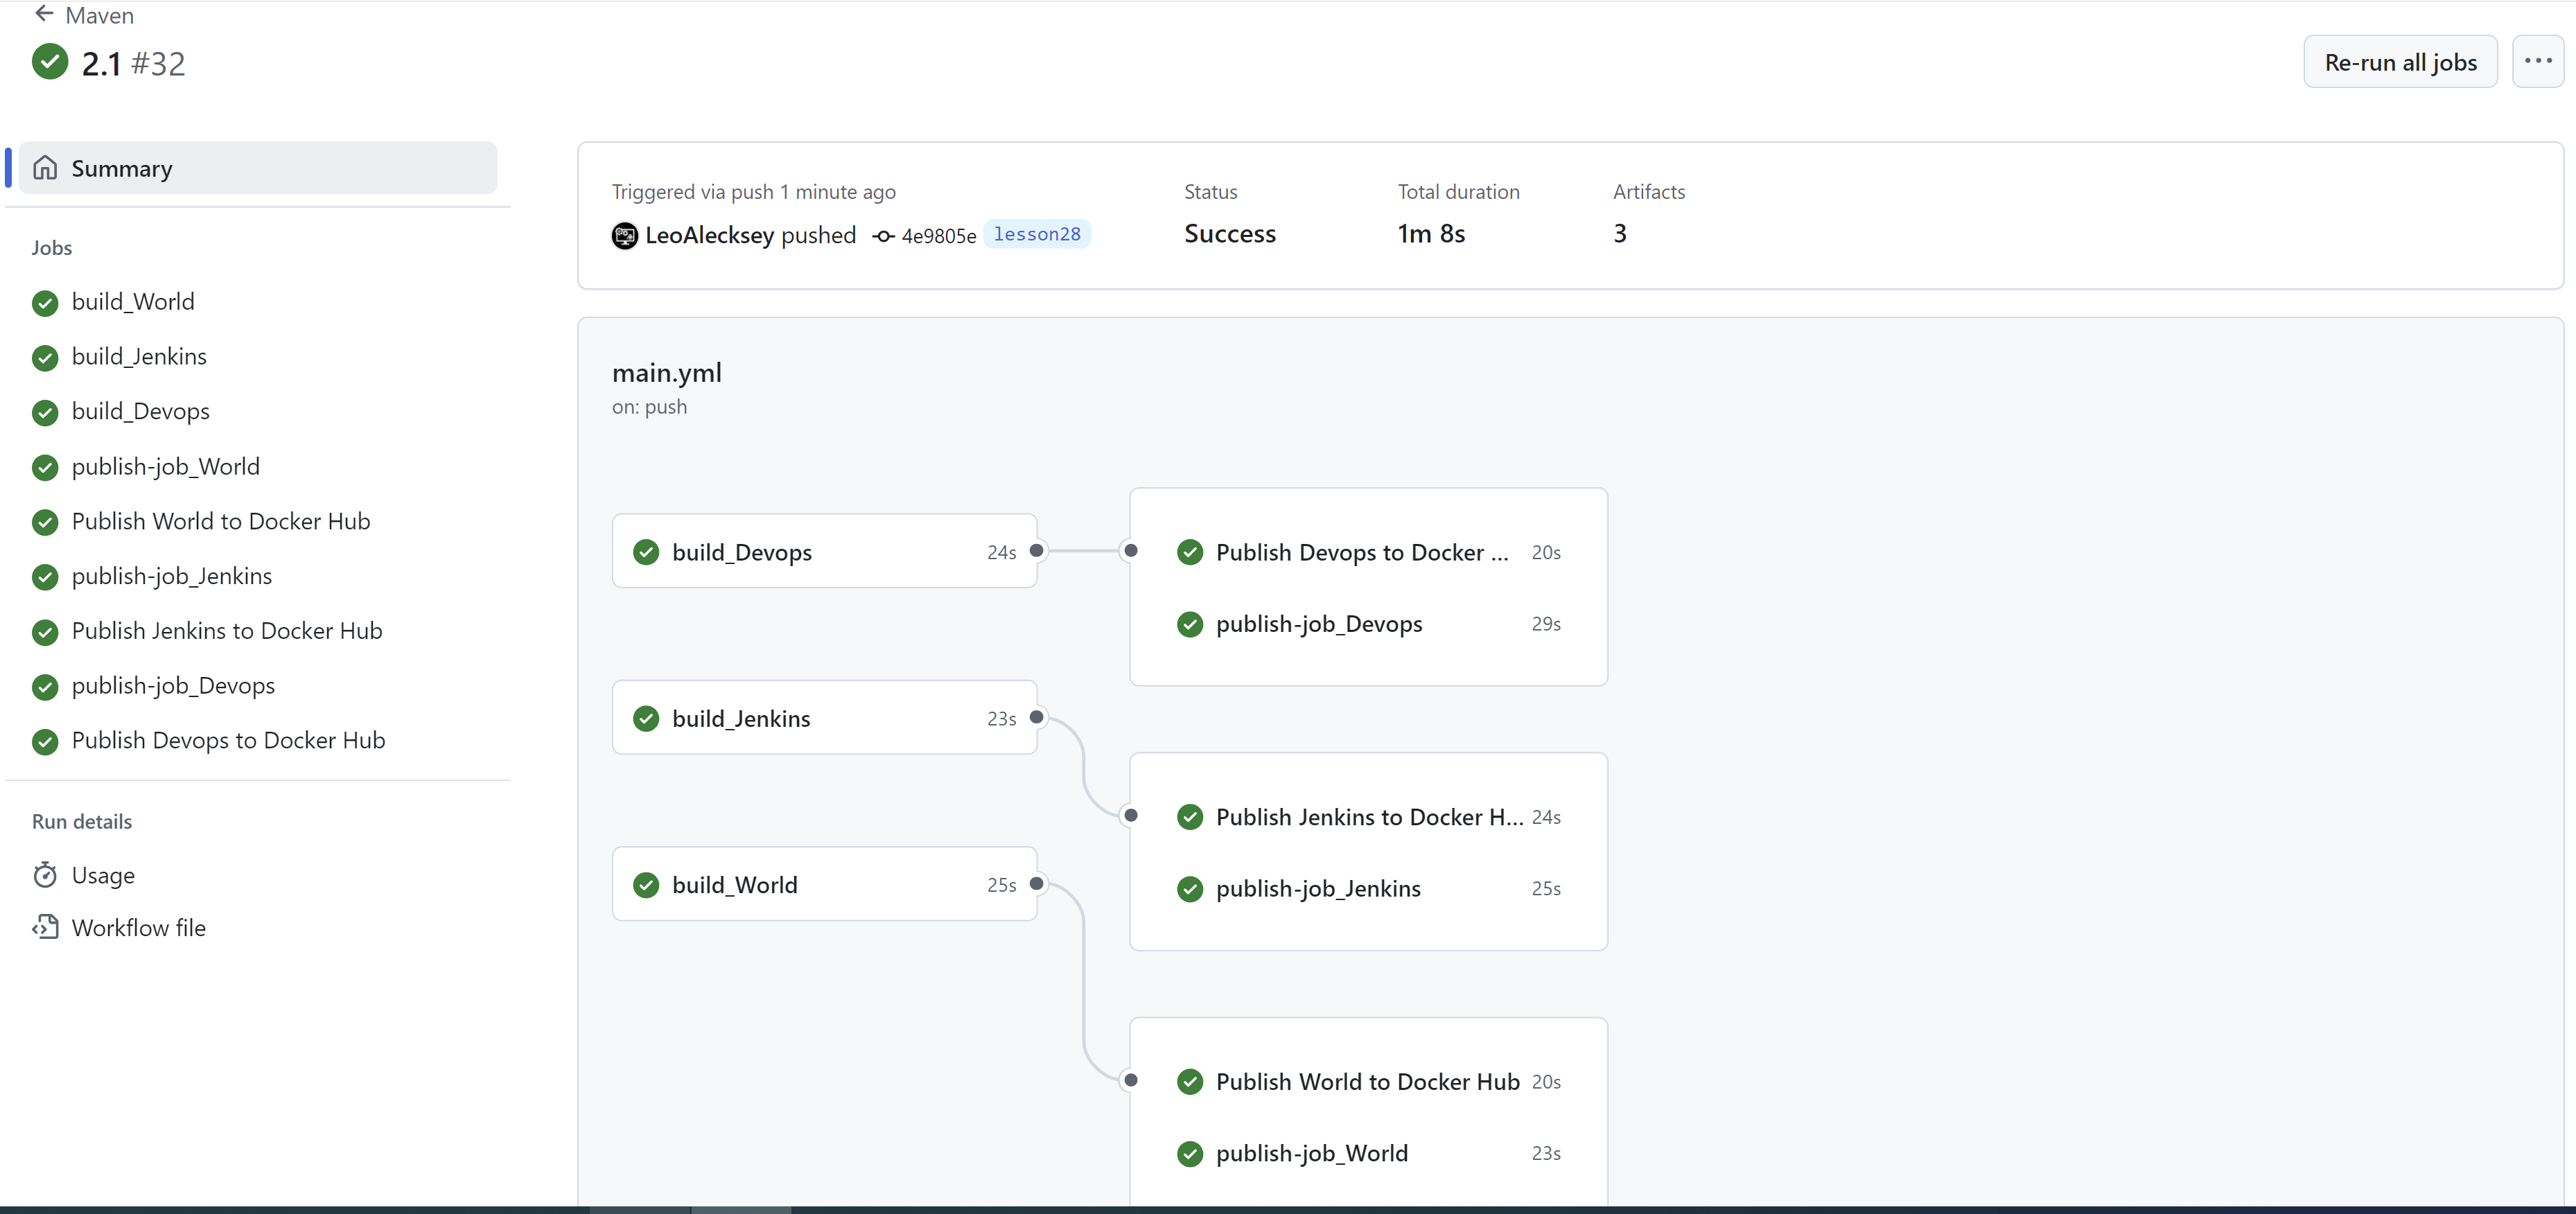 Maven
2.1 #32
Re-run all jobs
Summary
Jobs
build_World
build_Jenkins
build_Devops
publish-job_World
Publish World to Docker Hub
publish-job_Jenkins
Publish Jenkins to Docker Hub
publish-job_Devops
Publish Devops to Docker Hub
Run details
Usage
Workflow file
Triggered via push 1 minute ago
LeoAlecksey pushed 4e9805e lesson28
Status
Success
Total duration
1m 8s
Artifacts
3
main.yml
on: push
build_Devops 24s
build_Jenkins 23s
build_World 25s
Publish Devops to Docker ... 20s
publish-job_Devops 29s
Publish Jenkins to Docker H... 24s
publish-job_Jenkins 25s
Publish World to Docker Hub 20s
publish-job_World 23s